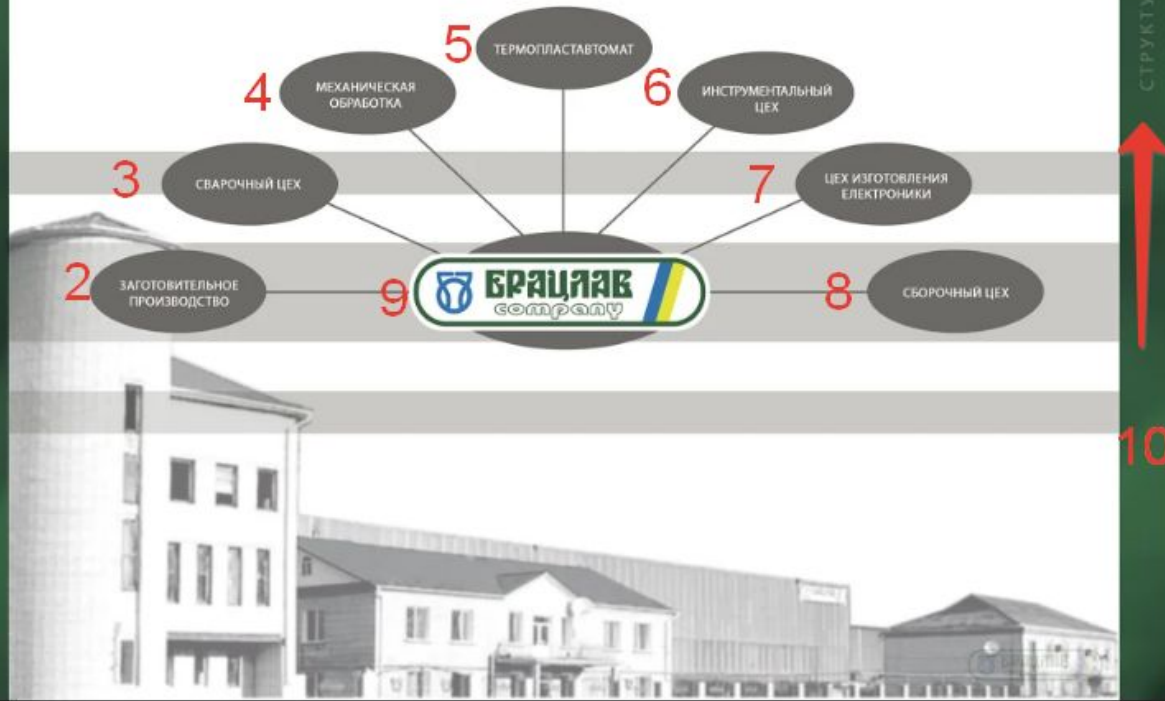 5
ТЕРМОПЛАСТАВТОМАТ
4
МЕХАНИЧЕСКАЯ
ОБРАБОТКА
6
ИНСТРУМЕНТАЛЬНЫЙ
ЦЕХ
3
СВАРОЧНЫЙ ЦЕХ
7
ЦЕХ ИЗГОТОВЛЕНИЯ
ЕЛЕКТРОНИКИ
2
ЗАГОТОВИТЕЛЬНОЕ
ПРОИЗВОДСТВО
9
БРАЦЛАВ
company
8
СБОРОЧНЫЙ ЦЕХ
10